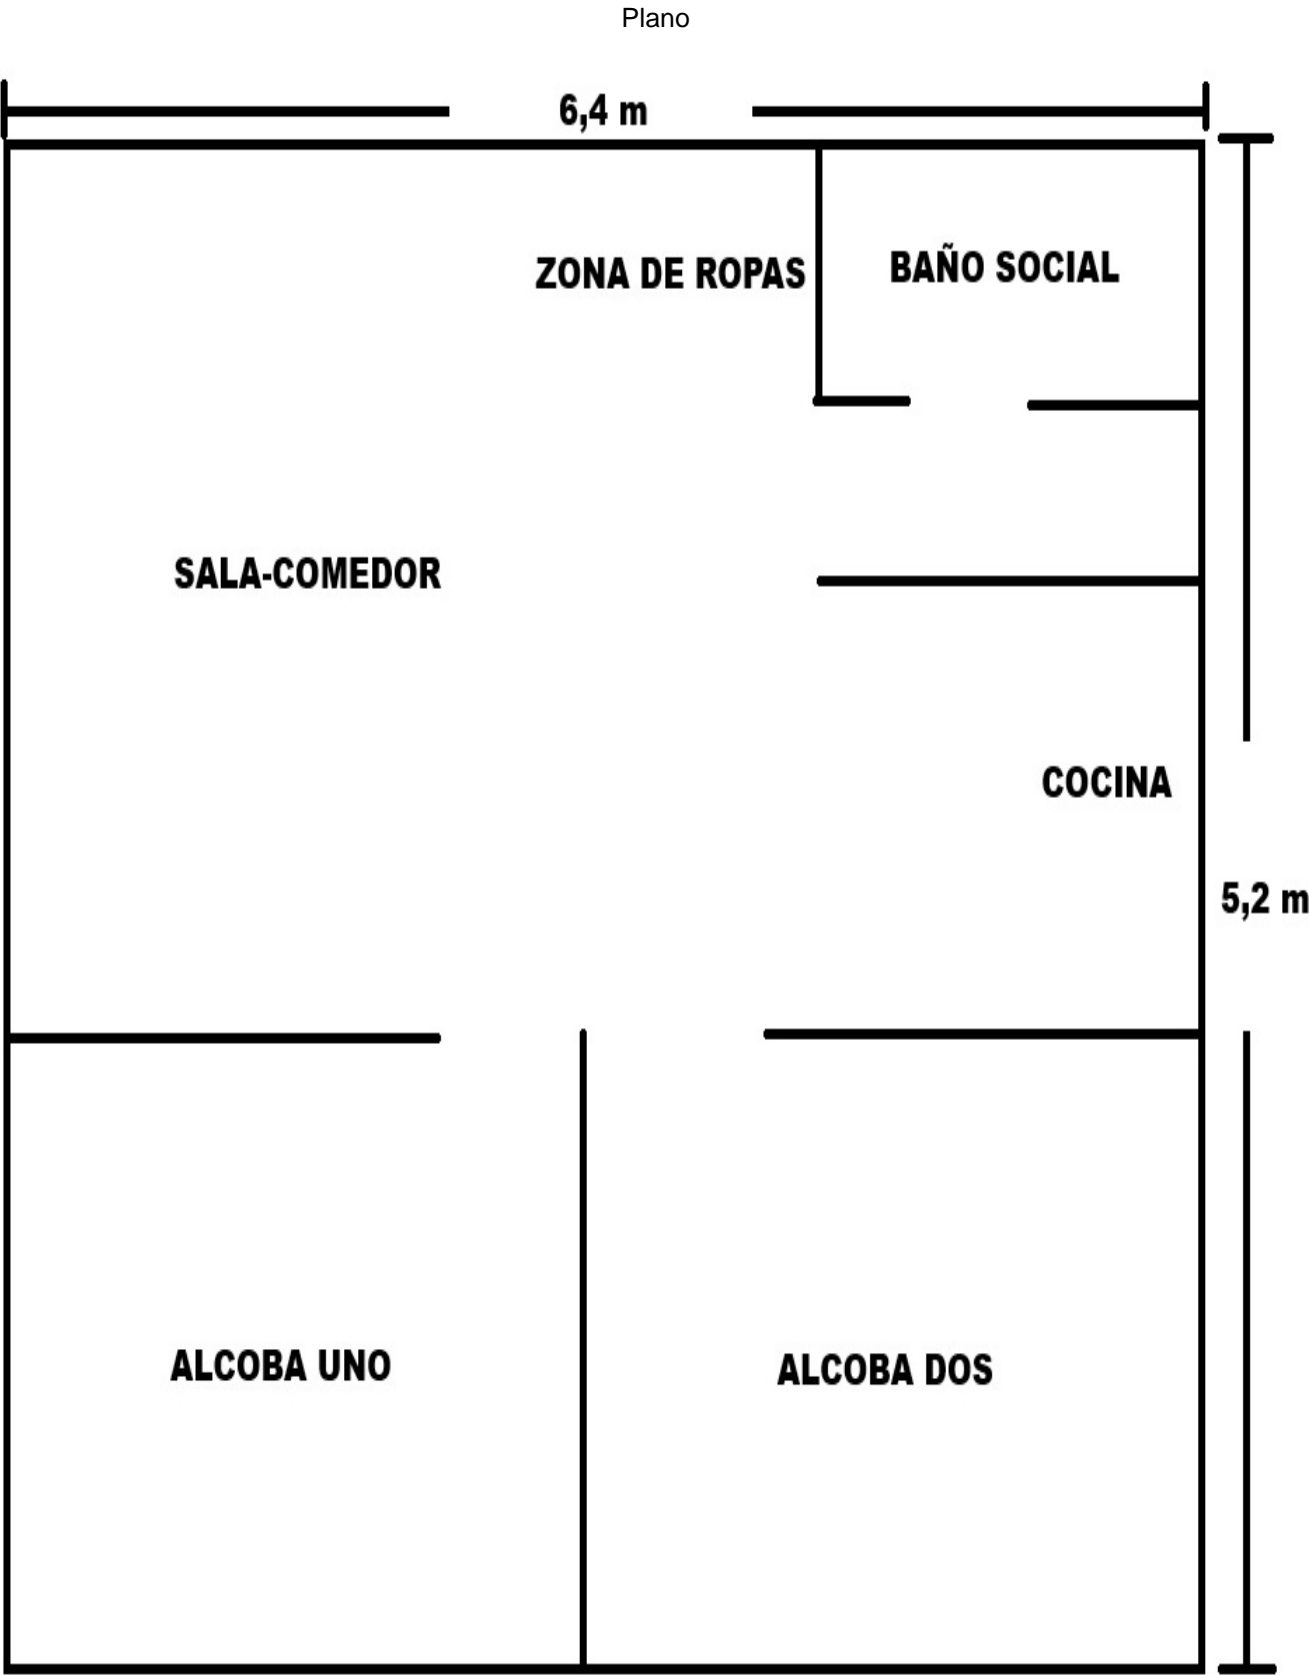 Plano
6,4 m
ZONA DE ROPAS
BAÑO SOCIAL
SALA-COMEDOR
COCINA
5,2 m
ALCOBA UNO
ALCOBA DOS